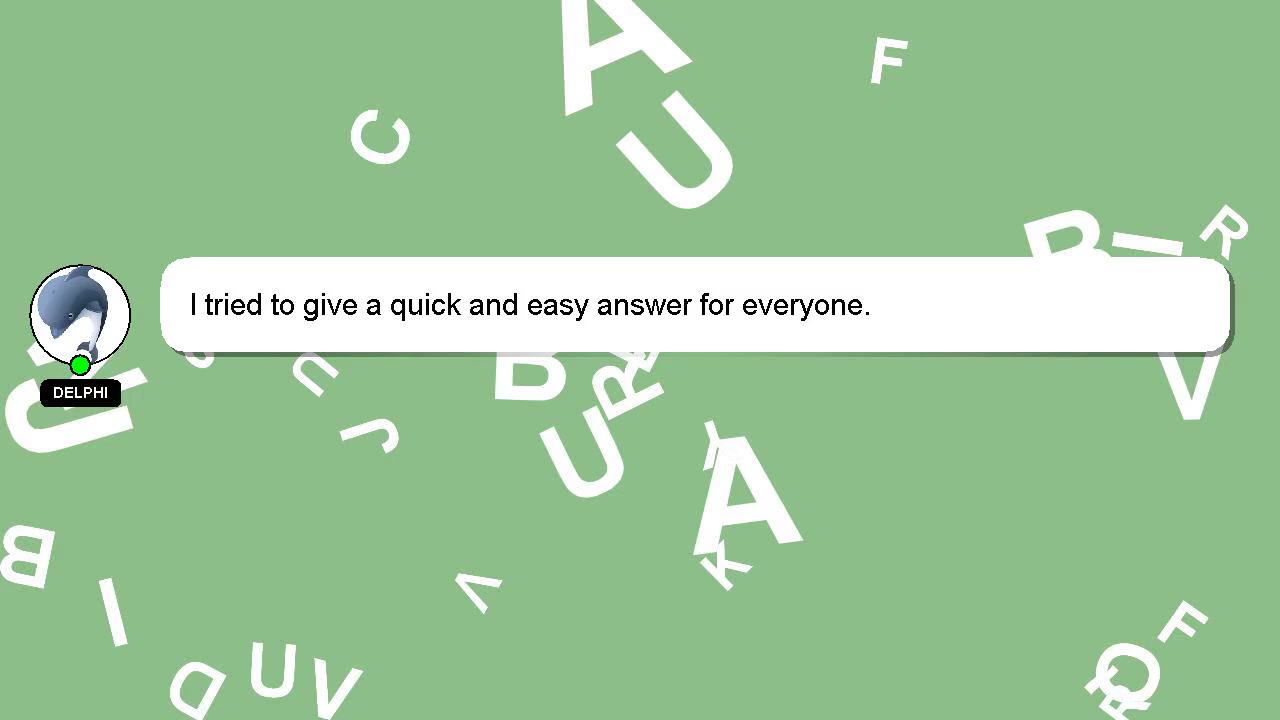 I tried to give a quick and easy answer for everyone.
DELPHI
A
F
C
U
R
I
R
B
U
R
V
J
U
A
K
B
I
V
F
D
U
V
Q